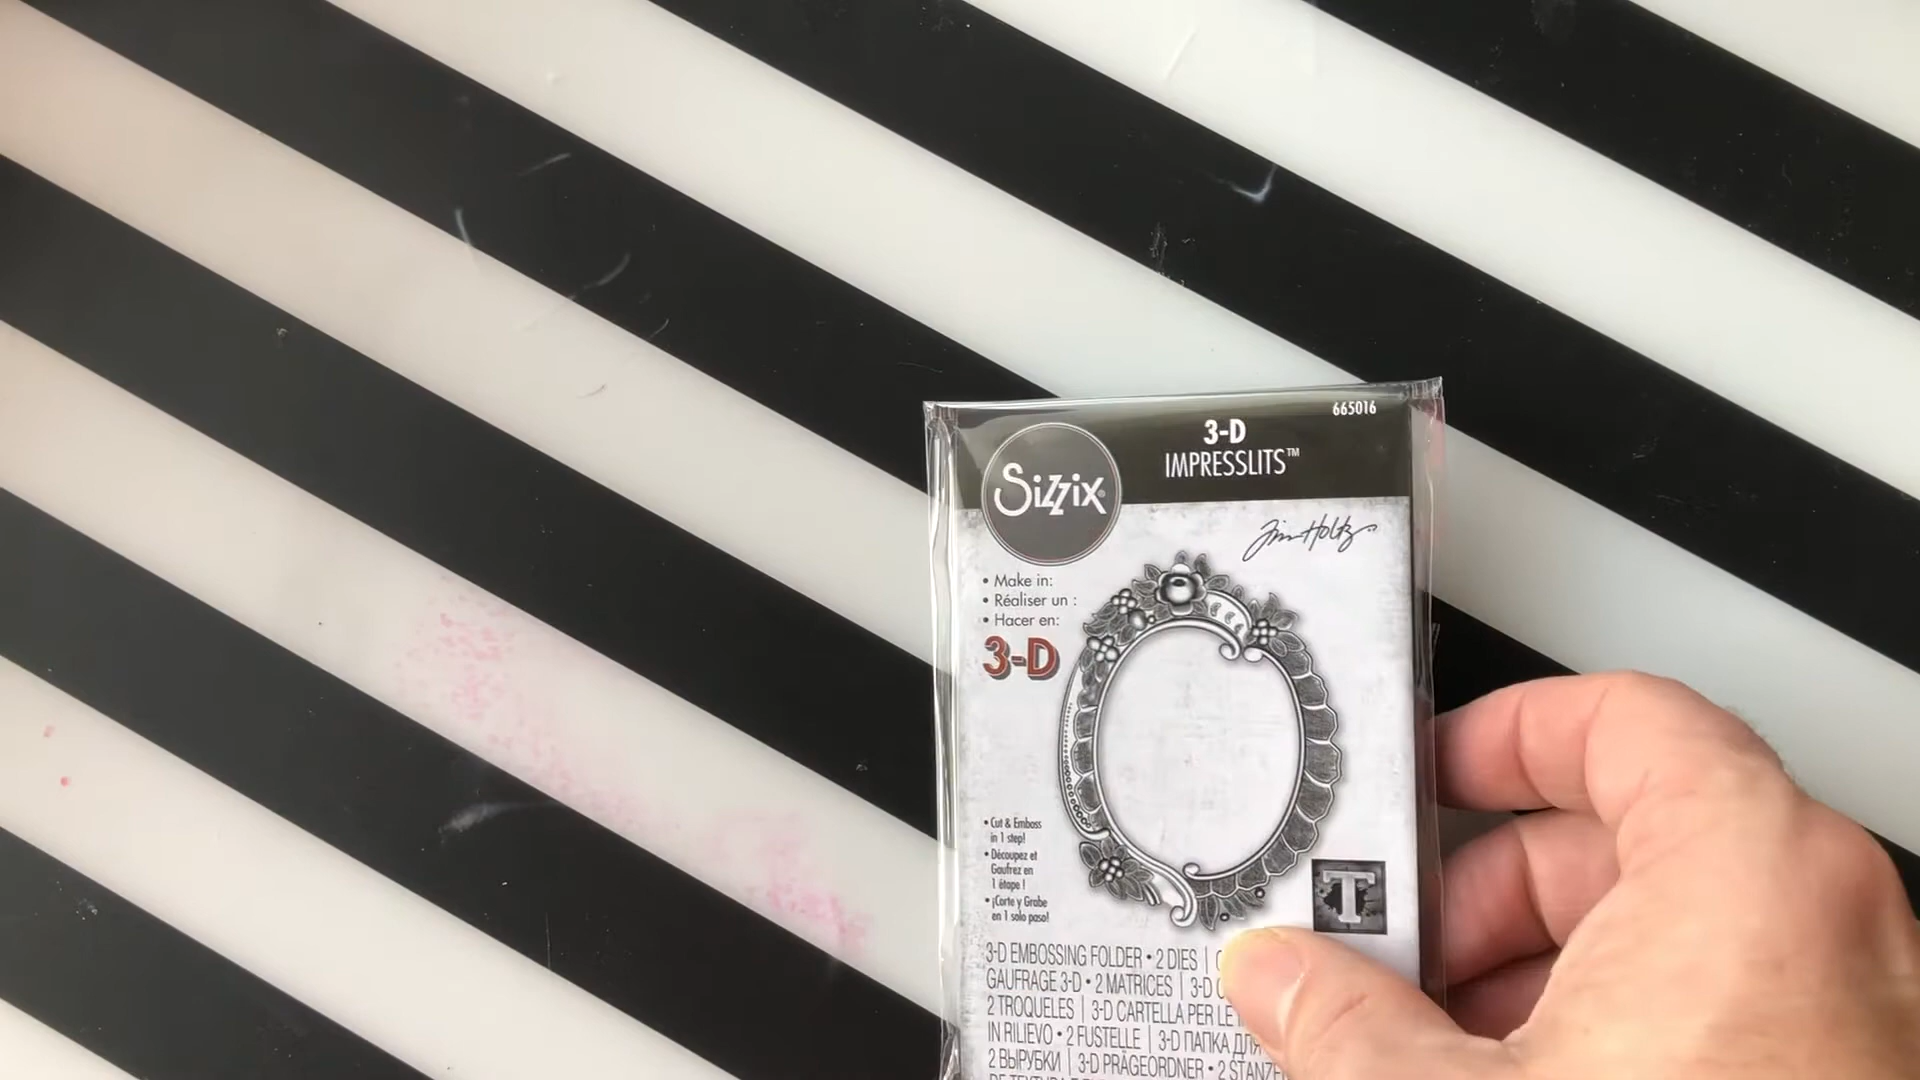 665016
3-D
IMPRESSLITS™
Sizzix
Tim Holtz
• Make in:
• Réaliser un :
• Hacer en:
3-D
• Cut & Emboss
in 1 step!
• Découpez et
Gaufrez en
1 étape !
• ¡Corte y Grabe
en 1 solo paso!
T
3-D EMBOSSING FOLDER • 2 DIES |
GAUFRAGE 3-D • 2 MATRICES | 3-D
2 TROQUELES | 3-D CARTELLA PER LE
IN RILIEVO • 2 FUSTELLE | 3-D ПАПКА ДЛЯ
2 ВЫРУБКИ | 3-D PRÄGEORDNER • 2